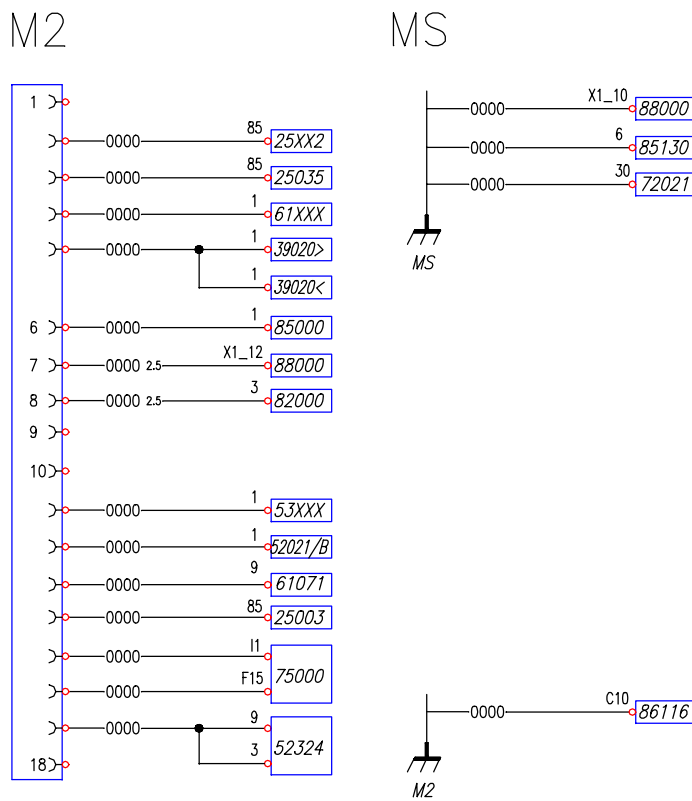 M2
MS
1
0000 85 25XX2
0000 85 25035
0000 1 61XXX
0000 1 39020>
1 39020<
6 0000 1 85000
7 0000 2.5 X1_12 88000
8 0000 2.5 3 82000
9
10
0000 1 53XXX
0000 1 52021/B
0000 9 61071
0000 85 25003
0000 I1 75000
0000 F15
0000 9 52324
3
18
0000 X1_10 88000
0000 6 85130
0000 30 72021
MS
0000 C10 86116
M2